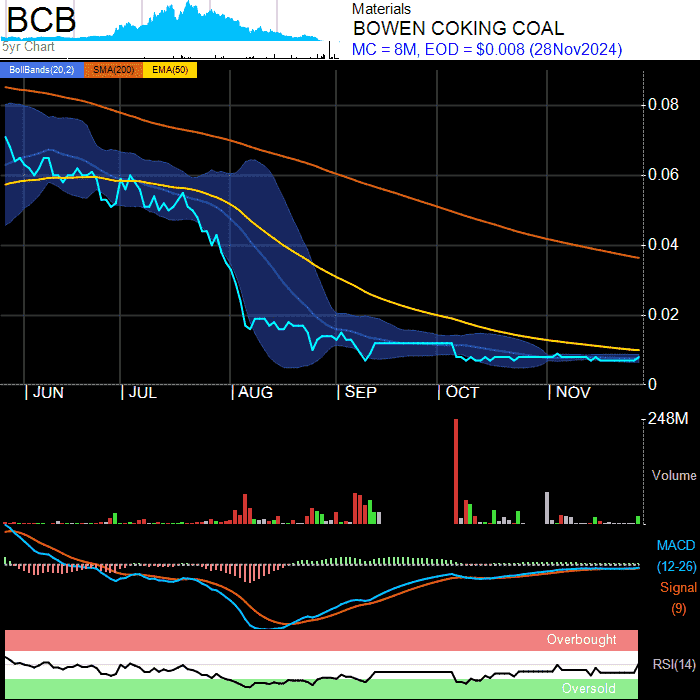 BCB
5yr Chart
Materials
BOWEN COKING COAL
MC = 8M, EOD = $0.008 (28Nov2024)
BollBands(20,2) SMA(200) EMA(50)
0.08
0.06
0.04
0.02
0
JUN JUL AUG SEP OCT NOV
248M
Volume
MACD
(12-26)
Signal
(9)
Overbought
RSI(14)
Oversold